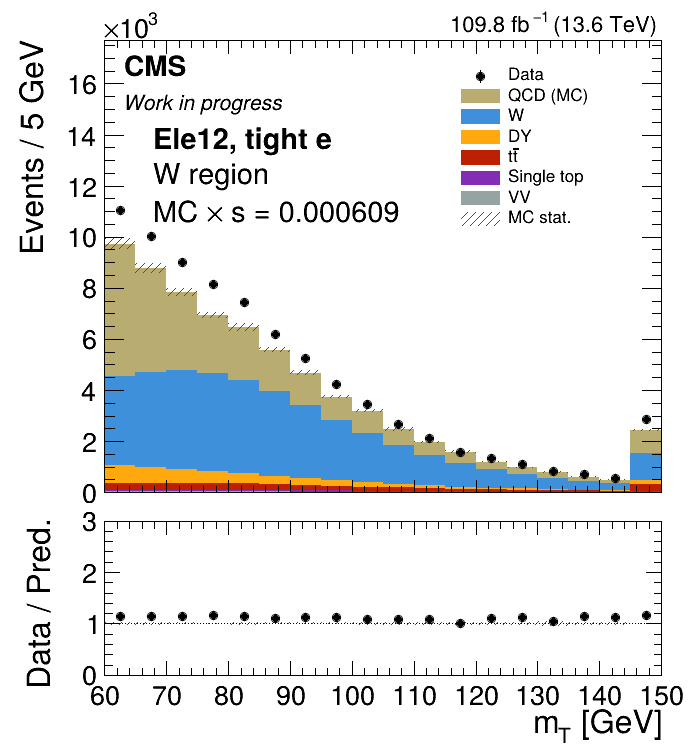 ×10³
109.8 fb⁻¹ (13.6 TeV)
Events / 5 GeV
CMS
Work in progress
Ele12, tight e
W region
MC × s = 0.000609
Data
QCD (MC)
W
DY
tt̄
Single top
VV
MC stat.
16
14
12
10
8
6
4
2
0
Data / Pred.
3
2
1
0
60 70 80 90 100 110 120 130 140 150
m_T [GeV]